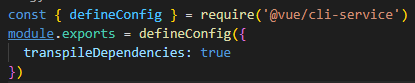 const { defineConfig } = require('@vue/cli-service')
module.exports = defineConfig({
  transpileDependencies: true
})